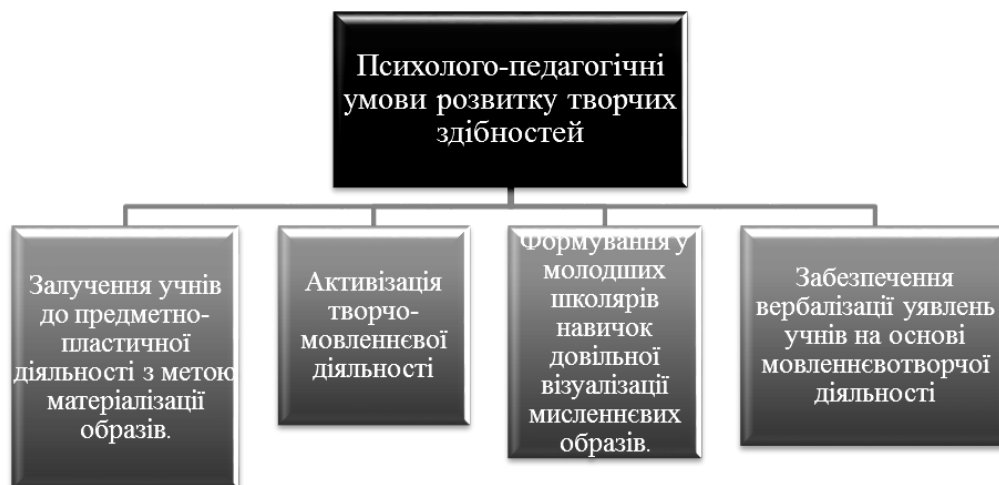 Психолого-педагогічні
умови розвитку творчих
здібностей
Залучення учнів
до предметно-
пластичної
діяльності з метою
матеріалізації
образів.
Активізація
творчо-
мовленнєвої
діяльності
Формування у
молодших
школярів
навичок
довільної
візуалізації
мисленнєвих
образів.
Забезпечення
вербалізації уявлень
учнів на основі
мовленнєвотворчої
діяльності